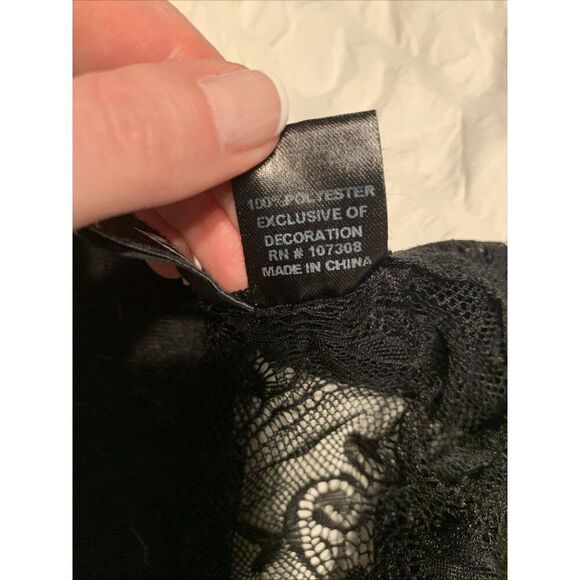 100% POLYESTER
EXCLUSIVE OF
DECORATION
RN # 107308
MADE IN CHINA